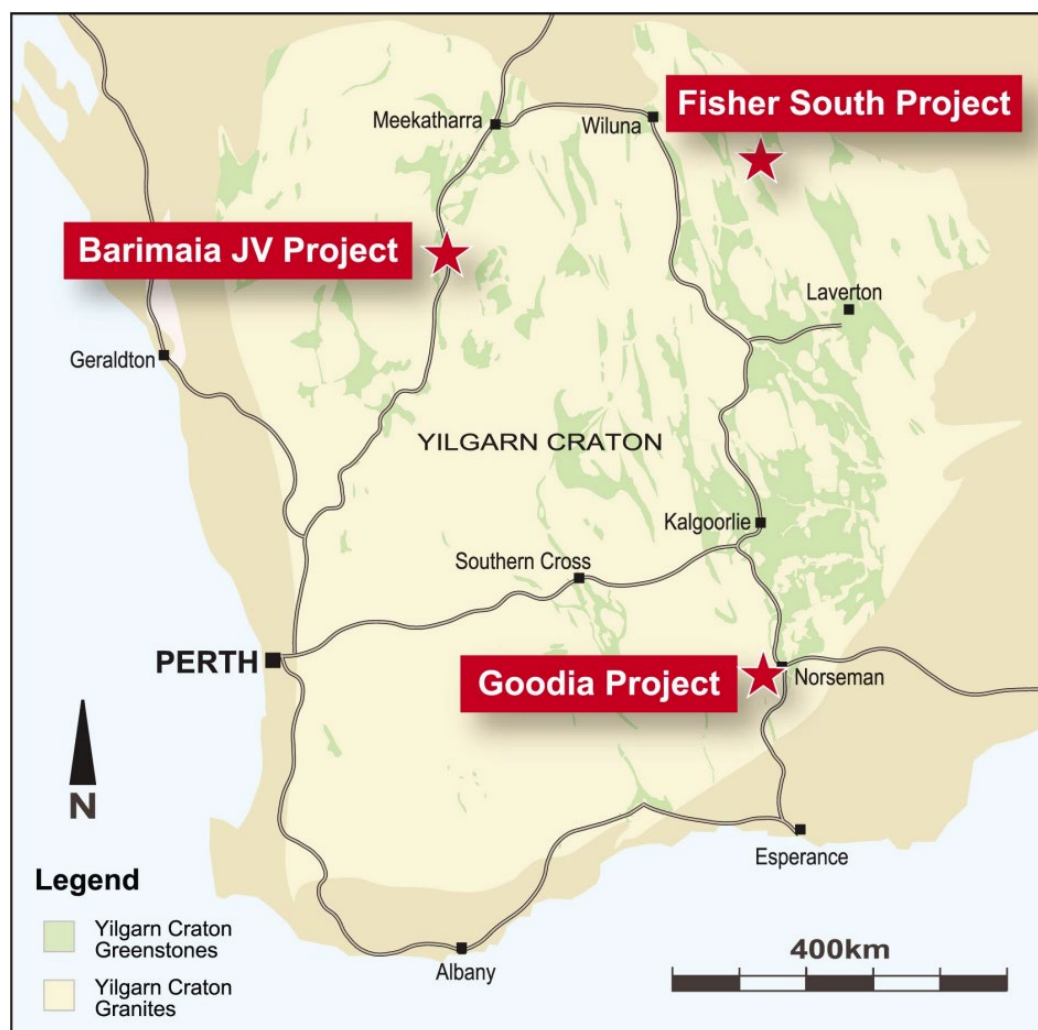 Fisher South Project
Meekatharra
Wiluna
Barimaia JV Project
Laverton
Geraldton
YILGARN CRATON
Kalgoorlie
Southern Cross
PERTH
Goodia Project
Norseman
N
Esperance
Legend
Yilgarn Craton
Greenstones
Yilgarn Craton
Granites
Albany
400km